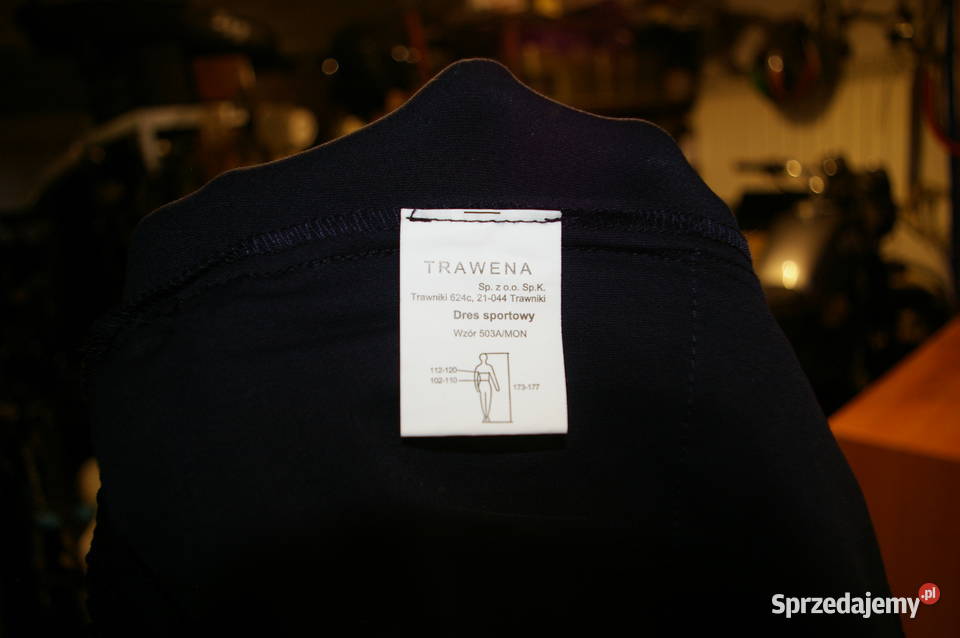 TRAWENA
Sp. z o.o. Sp.K.
Trawniki 624c, 21-044 Trawniki
Dres sportowy
Wzór 503A/MON
112-120
102-110
173-177
Sprzedajemy.pl